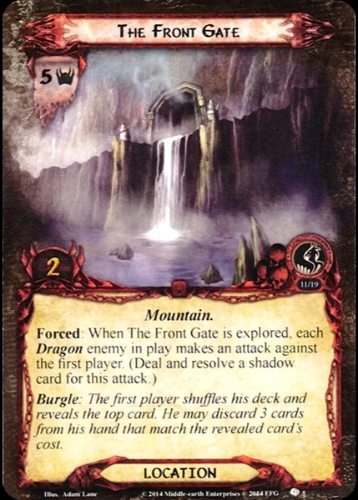 The Front Gate
5
2
11/19
Mountain.
Forced: When The Front Gate is explored, each
Dragon enemy in play makes an attack against
the first player. (Deal and resolve a shadow
card for this attack.)
Burgle: The first player shuffles his deck and
reveals the top card. He may discard 3 cards
from his hand that match the revealed card's
cost.
Location
Illus. Adam Lane
© 2014 Middle-earth Enterprises © 2014 FFG